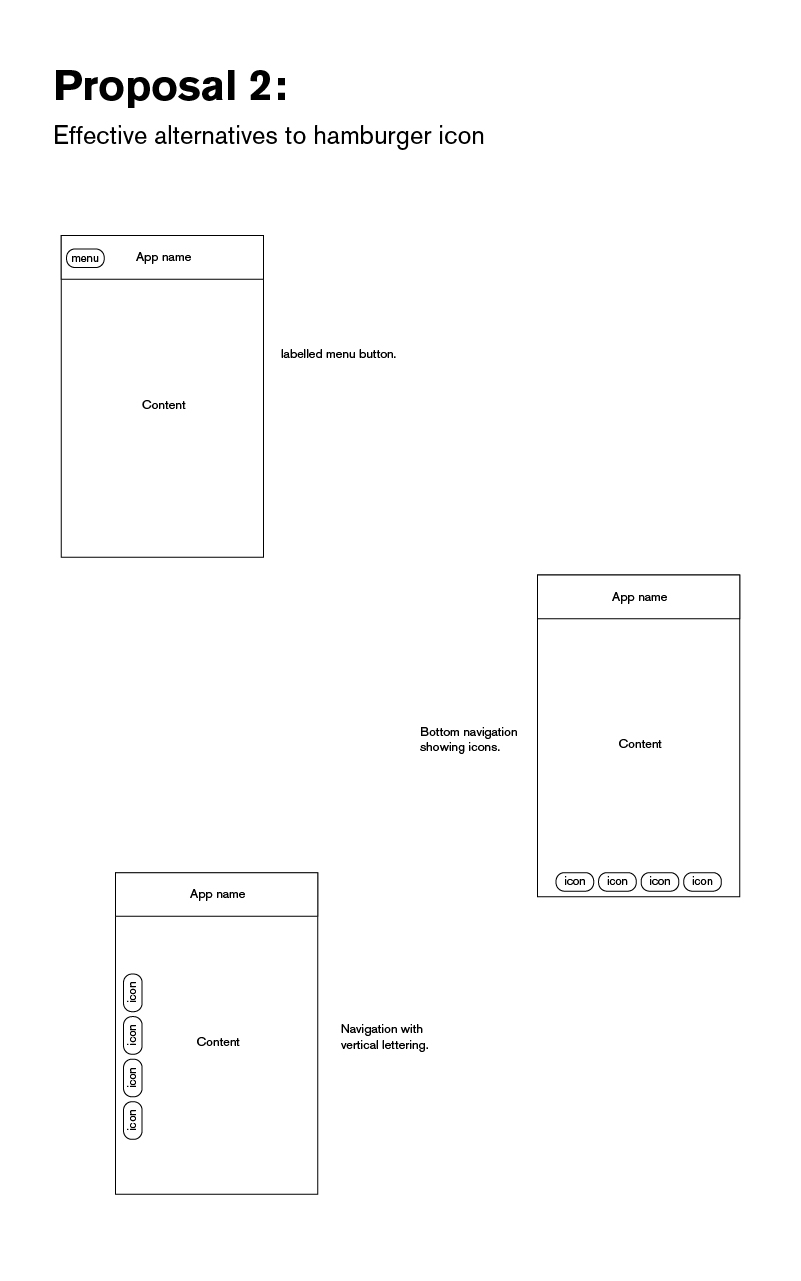 Proposal 2:
Effective alternatives to hamburger icon
menu
App name
labelled menu button.
Content
App name
Bottom navigation
showing icons.
Content
icon
icon
icon
icon
App name
icon
icon
icon
icon
Content
Navigation with
vertical lettering.